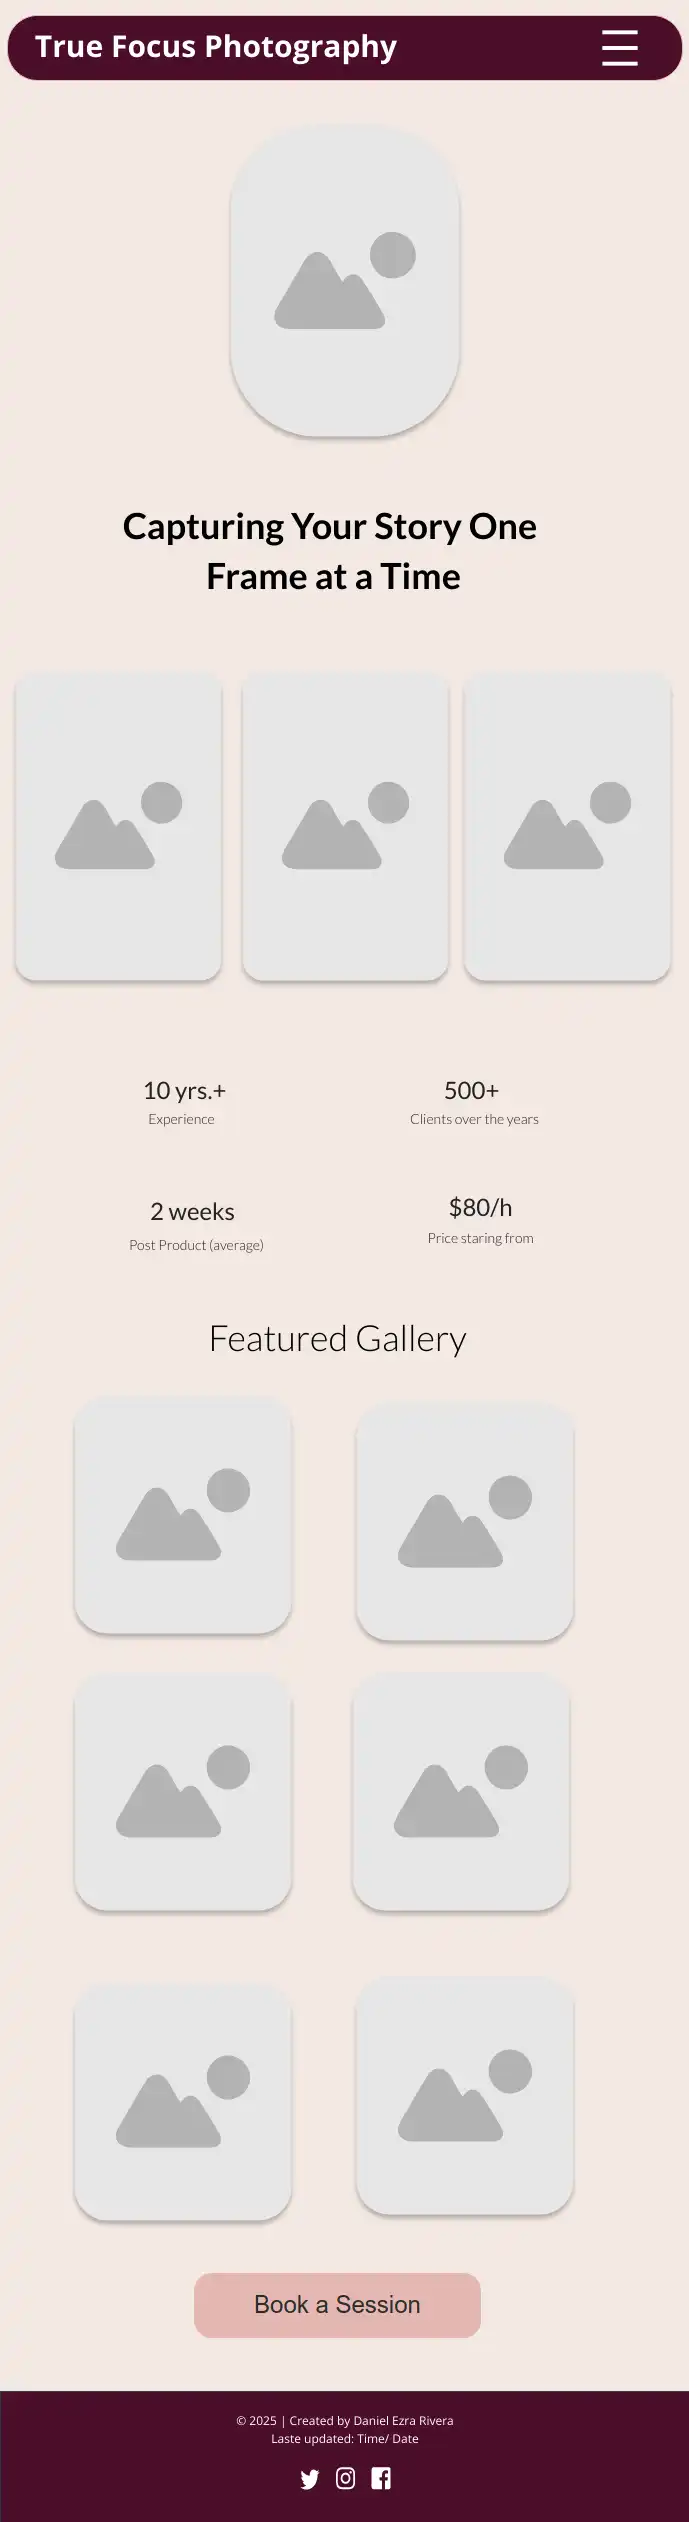 True Focus Photography
Capturing Your Story One
Frame at a Time
10 yrs.+
Experience
500+
Clients over the years
2 weeks
Post Product (average)
$80/h
Price staring from
Featured Gallery
Book a Session
© 2025 | Created by Daniel Ezra Rivera
Laste updated: Time/ Date